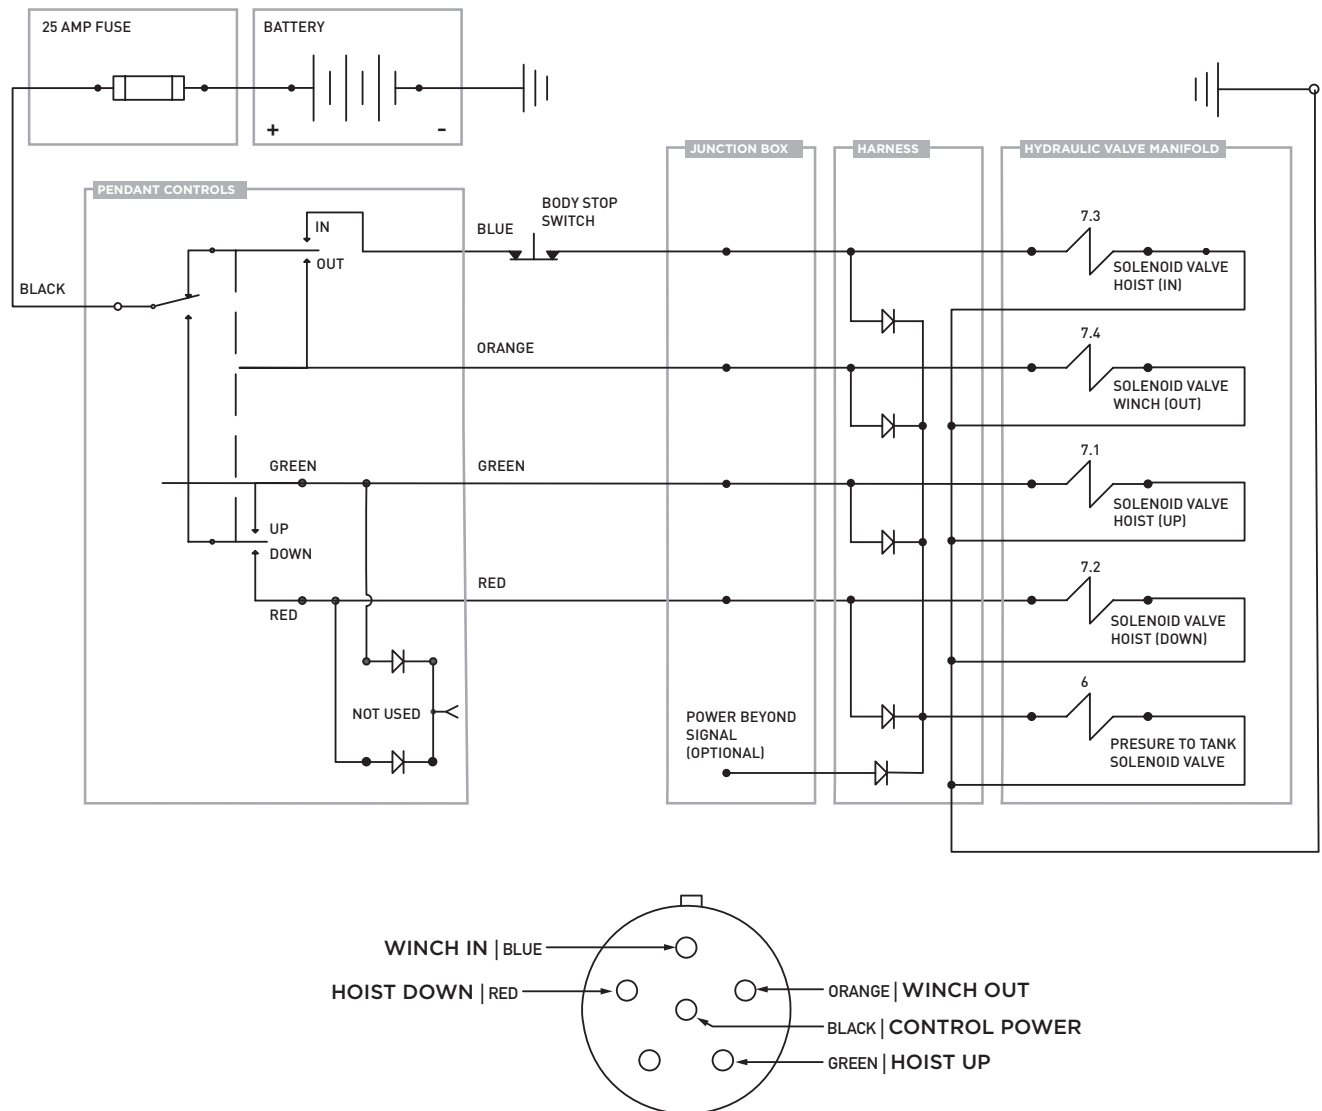 25 AMP FUSE
BATTERY
+
-
JUNCTION BOX
HARNESS
HYDRAULIC VALVE MANIFOLD
PENDANT CONTROLS
BLACK
IN
OUT
BLUE
BODY STOP
SWITCH
7.3
SOLENOID VALVE
HOIST (IN)
ORANGE
7.4
SOLENOID VALVE
WINCH (OUT)
GREEN
GREEN
7.1
SOLENOID VALVE
HOIST (UP)
UP
DOWN
RED
RED
7.2
SOLENOID VALVE
HOIST (DOWN)
NOT USED
POWER BEYOND
SIGNAL
(OPTIONAL)
6
PRESURE TO TANK
SOLENOID VALVE
WINCH IN | BLUE
HOIST DOWN | RED
ORANGE | WINCH OUT
BLACK | CONTROL POWER
GREEN | HOIST UP